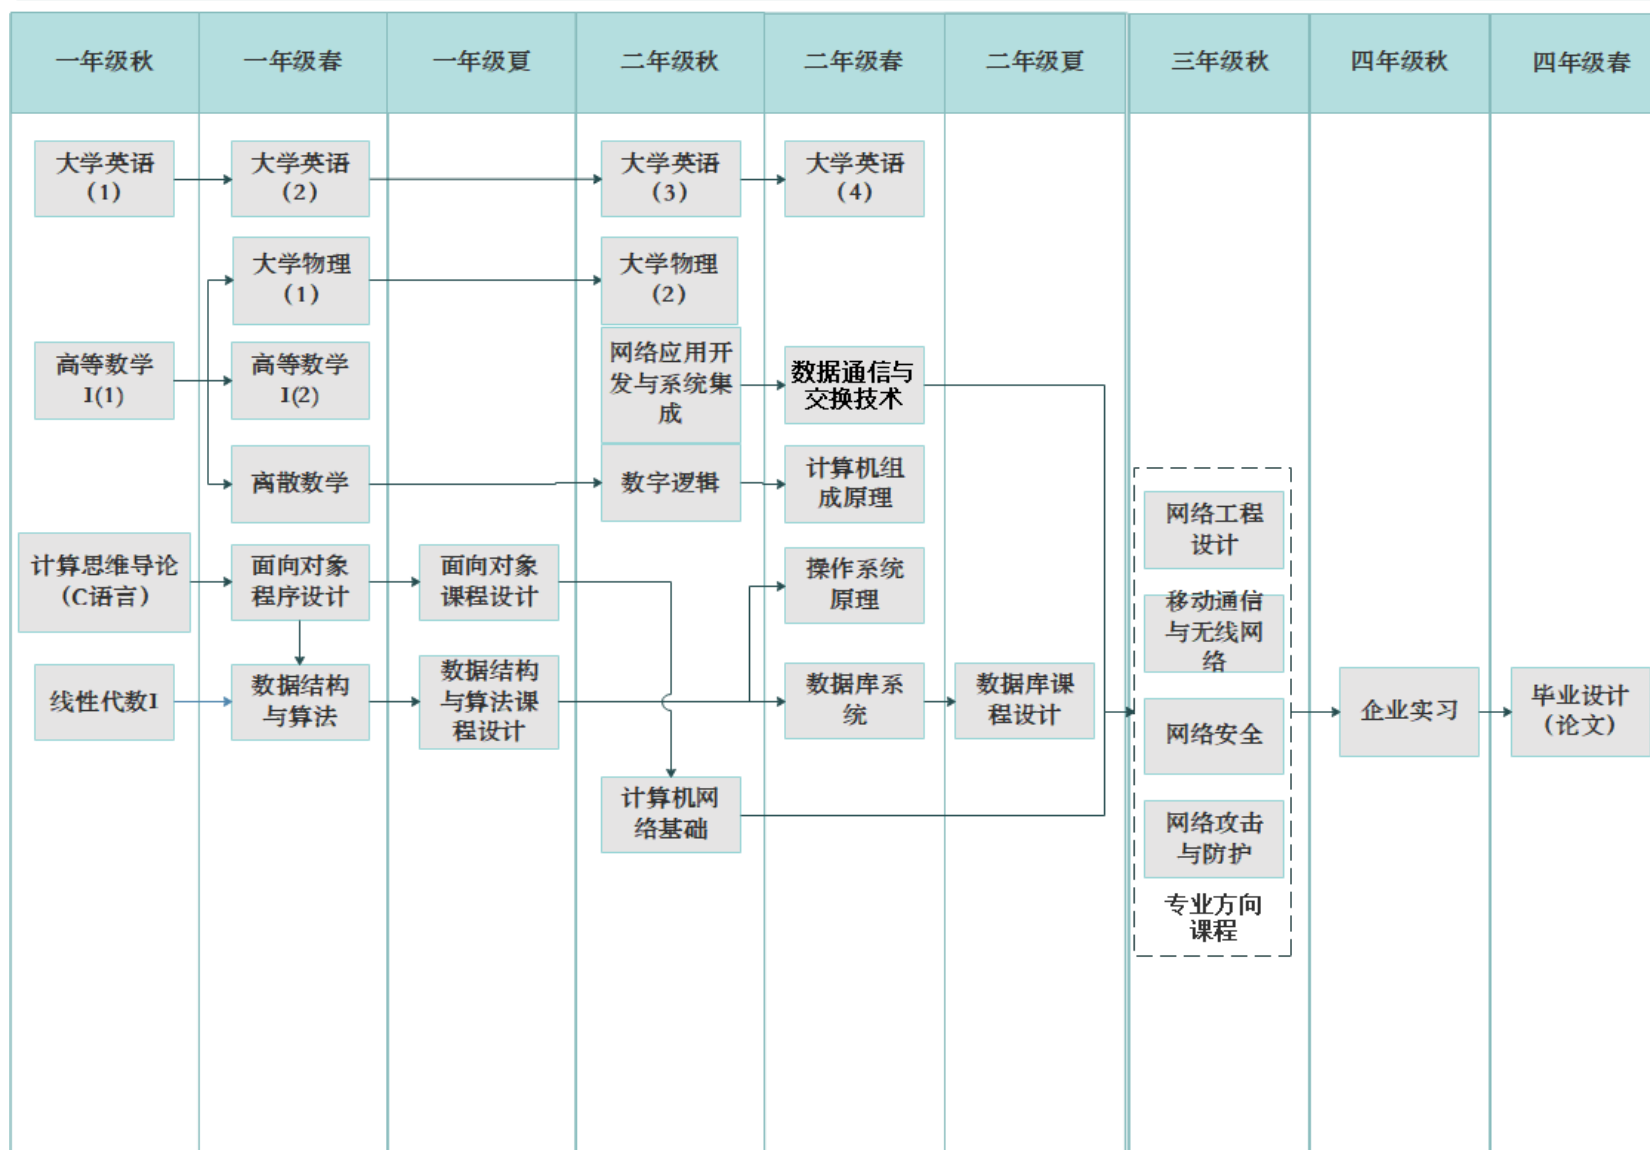 一年级秋
一年级春
一年级夏
二年级秋
二年级春
二年级夏
三年级秋
四年级秋
四年级春
大学英语
（1）
大学英语
（2）
大学英语
（3）
大学英语
（4）
大学物理
（1）
大学物理
（2）
高等数学
I(1)
高等数学
I(2)
网络应用开
发与系统集
成
数据通信与
交换技术
离散数学
数字逻辑
计算机组
成原理
计算思维导论
（C语言）
面向对象
程序设计
面向对象
课程设计
操作系统
原理
线性代数I
数据结构
与算法
数据结构
与算法课
程设计
数据库系
统
数据库课
程设计
计算机网
络基础
网络工程
设计
移动通信
与无线网
络
网络安全
网络攻击
与防护
专业方向
课程
企业实习
毕业设计
（论文）